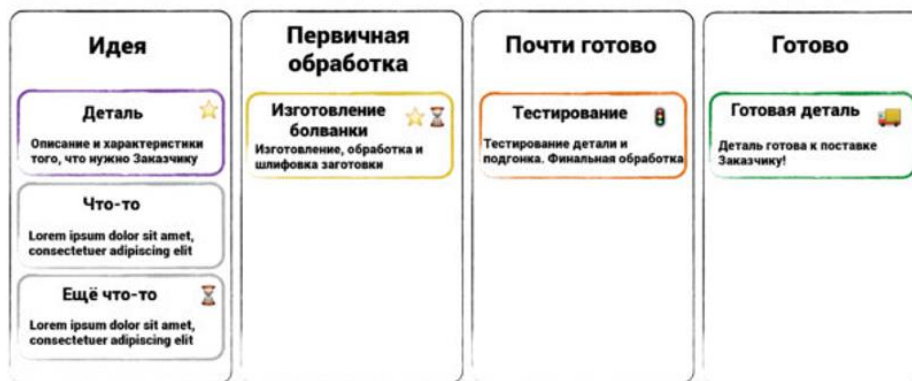 Идея
Деталь
Описание и характеристики
того, что нужно Заказчику
Что-то
Lorem ipsum dolor sit amet,
consectetuer adipiscing elit
Ещё что-то
Lorem ipsum dolor sit amet,
consectetuer adipiscing elit
Первичная
обработка
Изготовление
болванки
Изготовление, обработка и
шлифовка заготовки
Почти готово
Тестирование
Тестирование детали и
подгонка. Финальная обработка
Готово
Готовая деталь
Деталь готова к поставке
Заказчику!